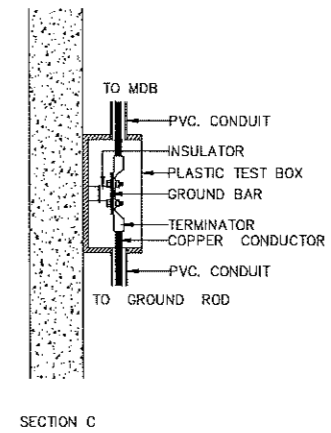 TO MDB
PVC. CONDUIT
INSULATOR
PLASTIC TEST BOX
GROUND BAR
TERMINATOR
COPPER CONDUCTOR
PVC. CONDUIT
TO GROUND ROD
SECTION C